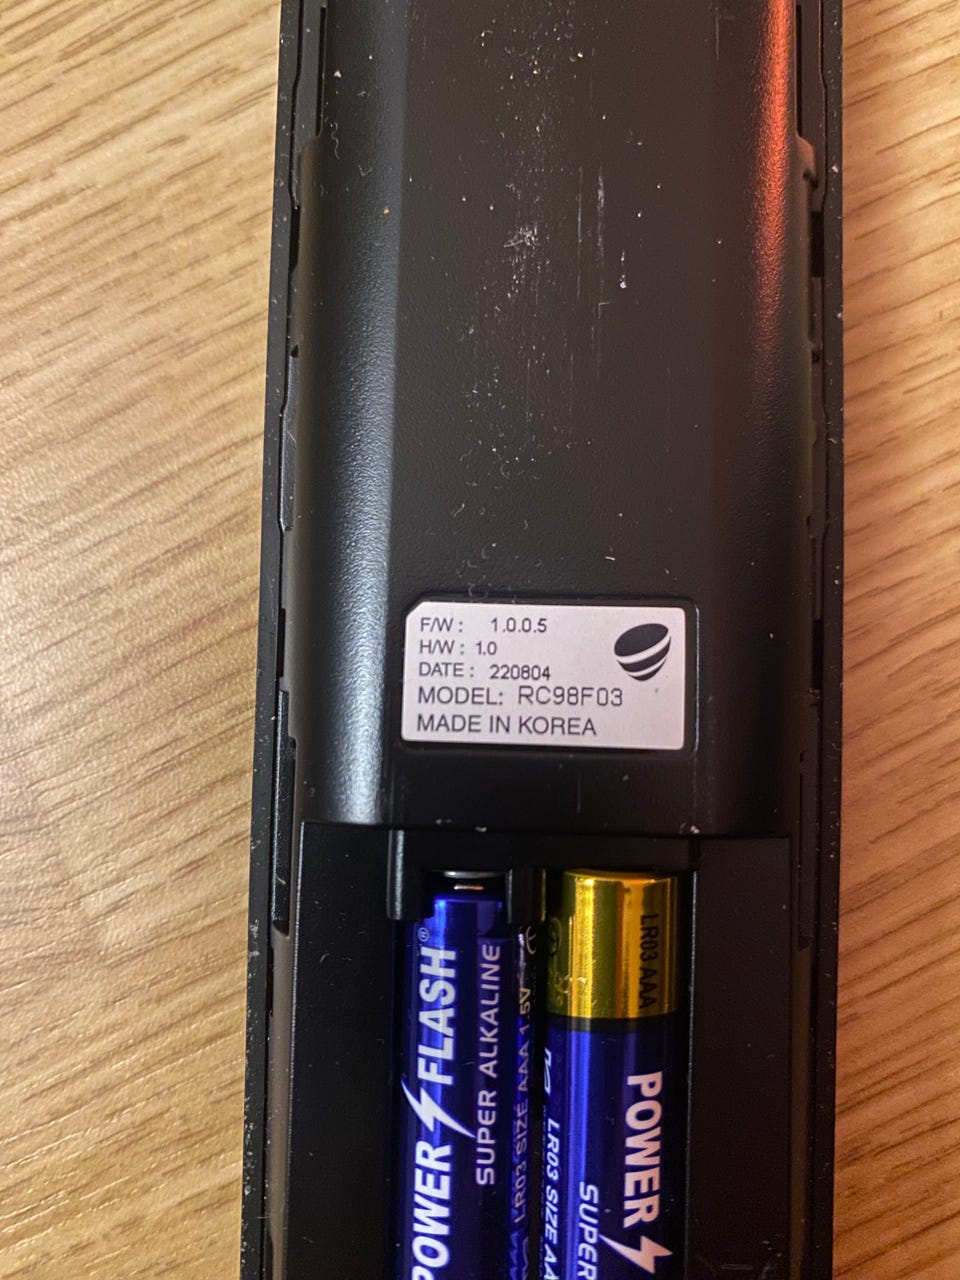 F/W : 1.0.0.5
H/W : 1.0
DATE : 220804
MODEL: RC98F03
MADE IN KOREA
POWER FLASH®
SUPER ALKALINE
LR03 SIZE AAA 1.5V
LR03 AAA
POWER
SUPER
LR03 SIZE AA